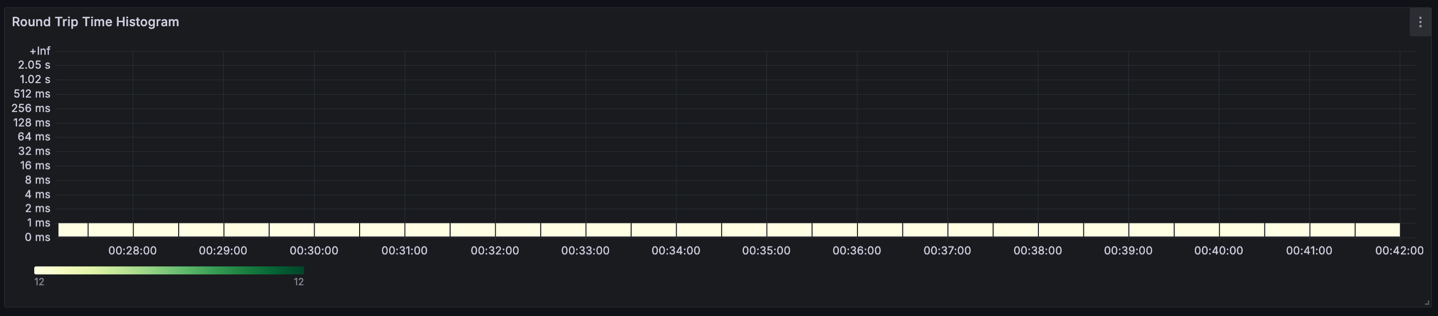 Round Trip Time Histogram
+Inf
2.05 s
1.02 s
512 ms
256 ms
128 ms
64 ms
32 ms
16 ms
8 ms
4 ms
2 ms
1 ms
0 ms
00:28:00 00:29:00 00:30:00 00:31:00 00:32:00 00:33:00 00:34:00 00:35:00 00:36:00 00:37:00 00:38:00 00:39:00 00:40:00 00:41:00 00:42:00
12 12